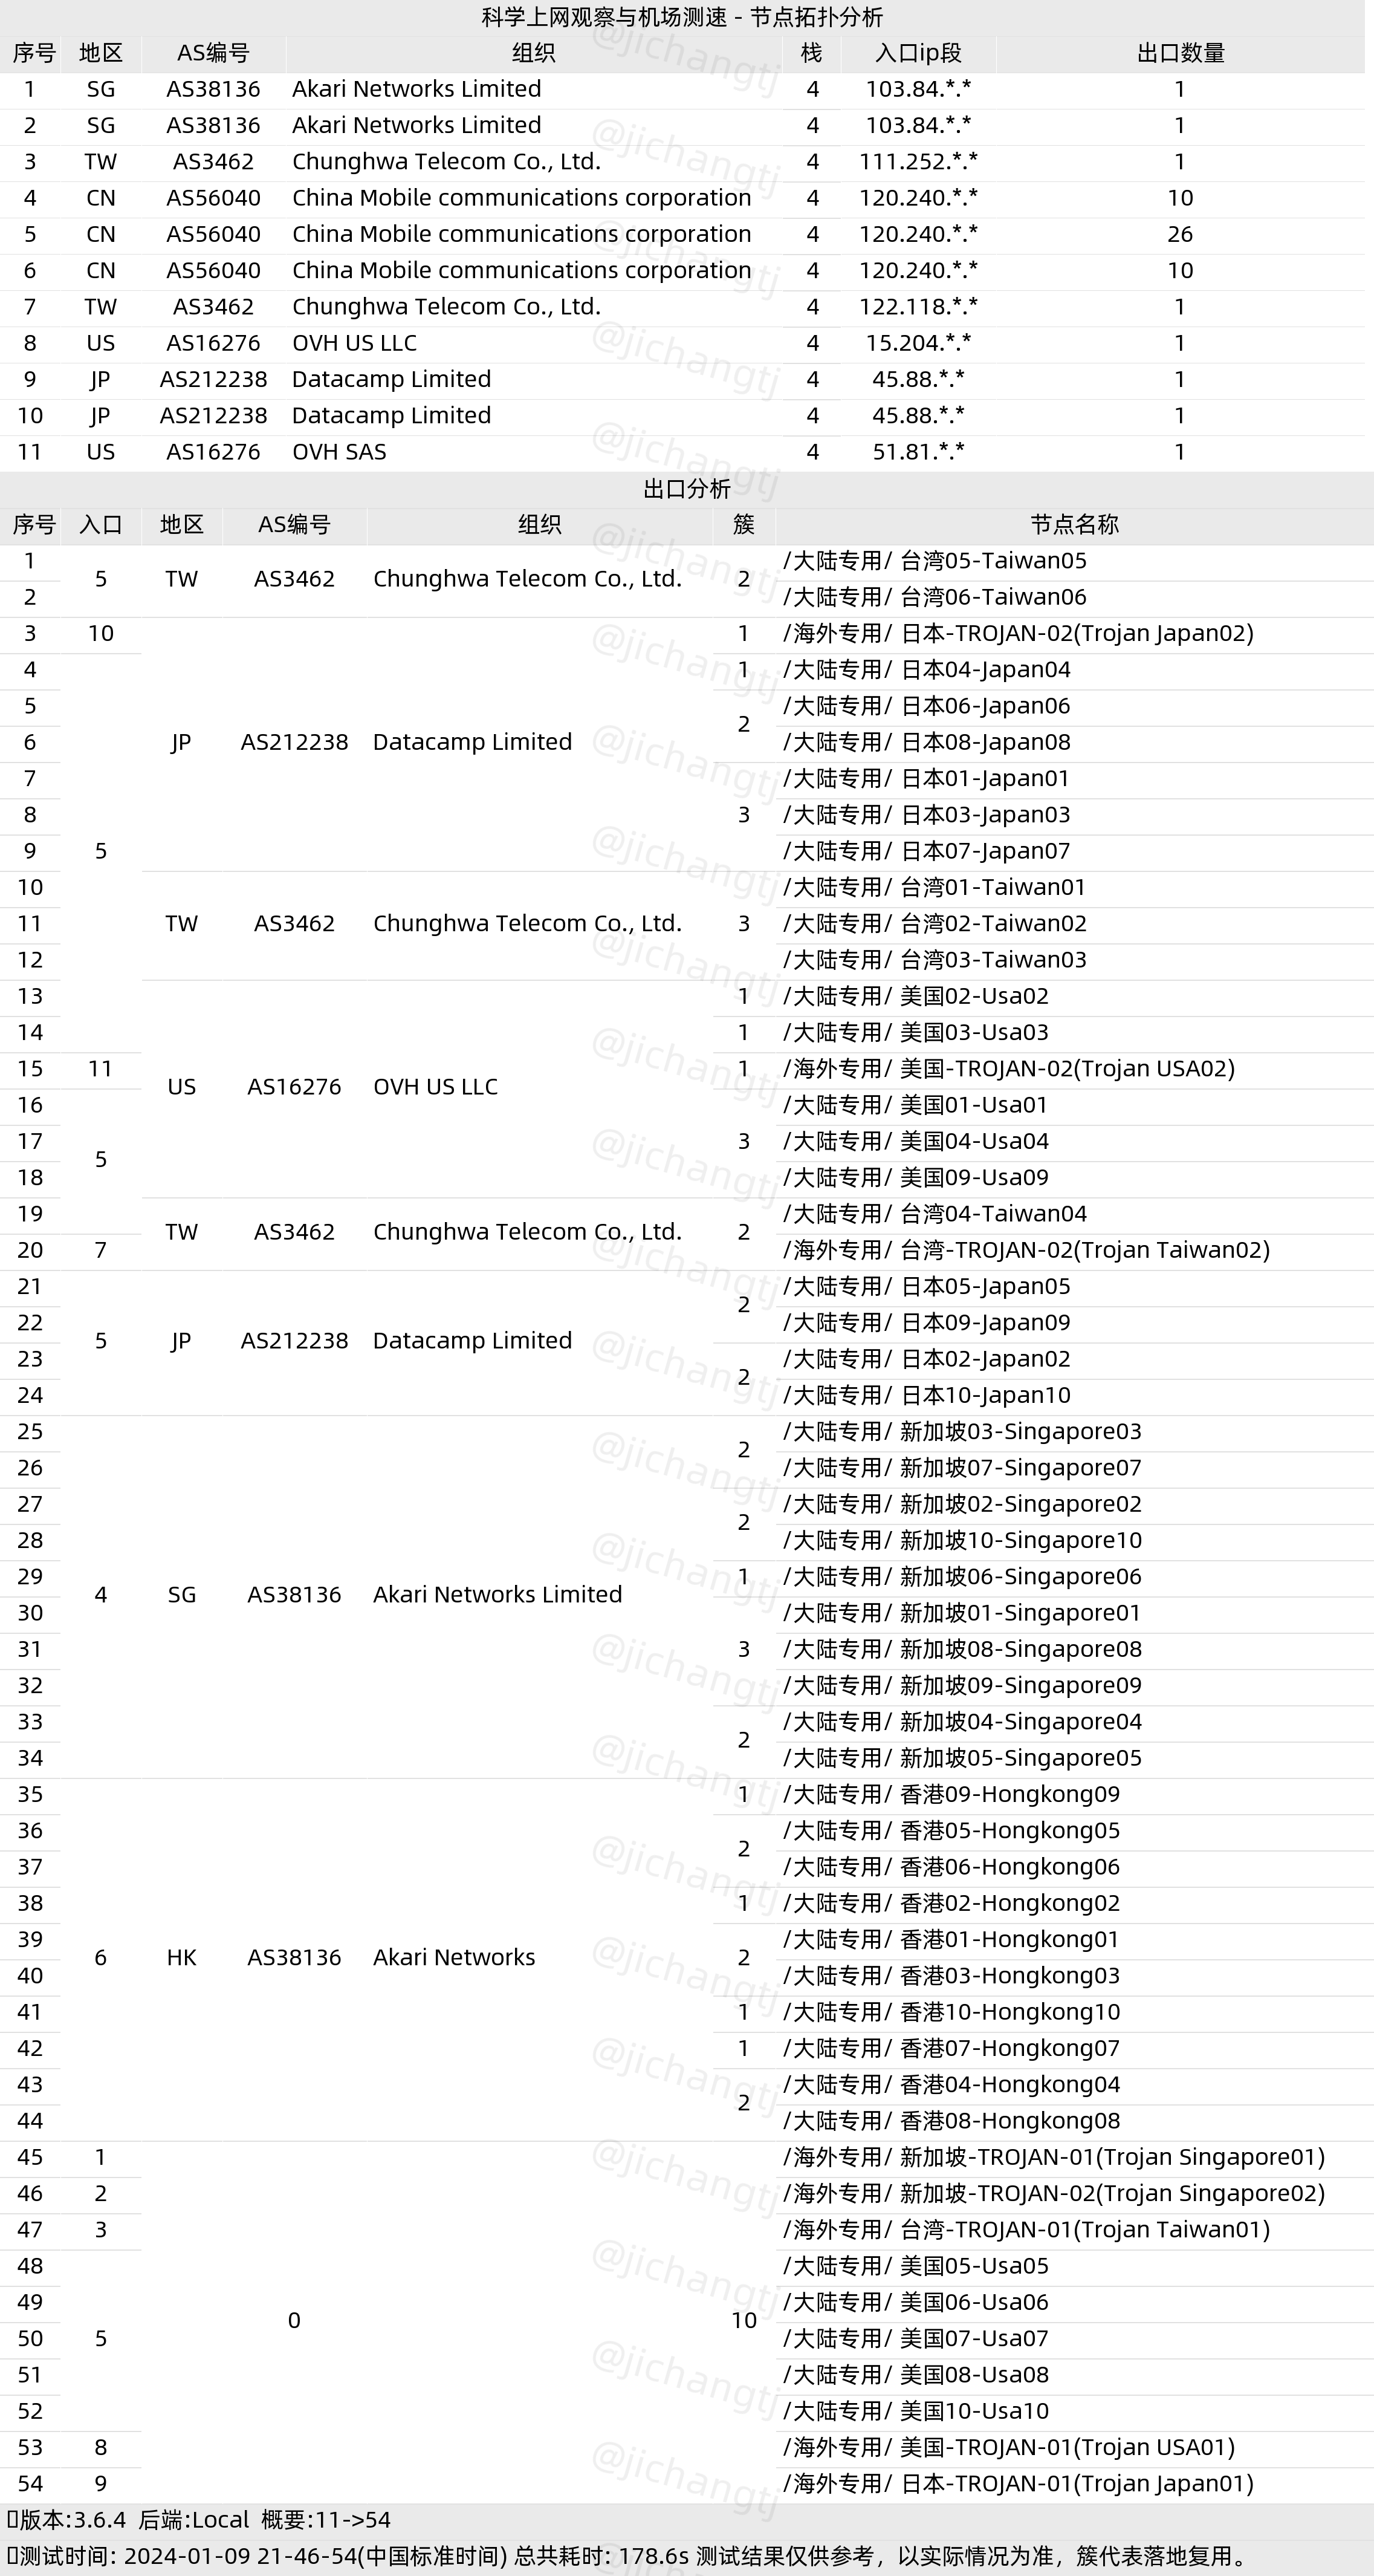 科学上网观察与机场测速 - 节点拓扑分析
序号 地区 AS编号 组织 栈 入口ip段 出口数量
1 SG AS38136 Akari Networks Limited 4 103.84.*.* 1
2 SG AS38136 Akari Networks Limited 4 103.84.*.* 1
3 TW AS3462 Chunghwa Telecom Co., Ltd. 4 111.252.*.* 1
4 CN AS56040 China Mobile communications corporation 4 120.240.*.* 10
5 CN AS56040 China Mobile communications corporation 4 120.240.*.* 26
6 CN AS56040 China Mobile communications corporation 4 120.240.*.* 10
7 TW AS3462 Chunghwa Telecom Co., Ltd. 4 122.118.*.* 1
8 US AS16276 OVH US LLC 4 15.204.*.* 1
9 JP AS212238 Datacamp Limited 4 45.88.*.* 1
10 JP AS212238 Datacamp Limited 4 45.88.*.* 1
11 US AS16276 OVH SAS 4 51.81.*.* 1
出口分析
序号 入口 地区 AS编号 组织 簇 节点名称
1 /大陆专用/ 台湾05-Taiwan05
5 TW AS3462 Chunghwa Telecom Co., Ltd. 2
2 /大陆专用/ 台湾06-Taiwan06
3 10 1 /海外专用/ 日本-TROJAN-02(Trojan Japan02)
4 1 /大陆专用/ 日本04-Japan04
5 /大陆专用/ 日本06-Japan06
2
6 JP AS212238 Datacamp Limited /大陆专用/ 日本08-Japan08
7 /大陆专用/ 日本01-Japan01
8 3 /大陆专用/ 日本03-Japan03
9 5 /大陆专用/ 日本07-Japan07
10 /大陆专用/ 台湾01-Taiwan01
11 TW AS3462 Chunghwa Telecom Co., Ltd. 3 /大陆专用/ 台湾02-Taiwan02
12 /大陆专用/ 台湾03-Taiwan03
13 1 /大陆专用/ 美国02-Usa02
14 1 /大陆专用/ 美国03-Usa03
15 11 1 /海外专用/ 美国-TROJAN-02(Trojan USA02)
US AS16276 OVH US LLC
16 /大陆专用/ 美国01-Usa01
17 3 /大陆专用/ 美国04-Usa04
5
18 /大陆专用/ 美国09-Usa09
19 /大陆专用/ 台湾04-Taiwan04
TW AS3462 Chunghwa Telecom Co., Ltd. 2
20 7 /海外专用/ 台湾-TROJAN-02(Trojan Taiwan02)
21 /大陆专用/ 日本05-Japan05
2
22 /大陆专用/ 日本09-Japan09
5 JP AS212238 Datacamp Limited
23 /大陆专用/ 日本02-Japan02
2
24 /大陆专用/ 日本10-Japan10
25 /大陆专用/ 新加坡03-Singapore03
2
26 /大陆专用/ 新加坡07-Singapore07
27 /大陆专用/ 新加坡02-Singapore02
2
28 /大陆专用/ 新加坡10-Singapore10
29 1 /大陆专用/ 新加坡06-Singapore06
4 SG AS38136 Akari Networks Limited
30 /大陆专用/ 新加坡01-Singapore01
31 3 /大陆专用/ 新加坡08-Singapore08
32 /大陆专用/ 新加坡09-Singapore09
33 /大陆专用/ 新加坡04-Singapore04
2
34 /大陆专用/ 新加坡05-Singapore05
35 1 /大陆专用/ 香港09-Hongkong09
36 /大陆专用/ 香港05-Hongkong05
2
37 /大陆专用/ 香港06-Hongkong06
38 1 /大陆专用/ 香港02-Hongkong02
39 /大陆专用/ 香港01-Hongkong01
6 HK AS38136 Akari Networks 2
40 /大陆专用/ 香港03-Hongkong03
41 1 /大陆专用/ 香港10-Hongkong10
42 1 /大陆专用/ 香港07-Hongkong07
43 /大陆专用/ 香港04-Hongkong04
2
44 /大陆专用/ 香港08-Hongkong08
45 1 /海外专用/ 新加坡-TROJAN-01(Trojan Singapore01)
46 2 /海外专用/ 新加坡-TROJAN-02(Trojan Singapore02)
47 3 /海外专用/ 台湾-TROJAN-01(Trojan Taiwan01)
48 /大陆专用/ 美国05-Usa05
49 /大陆专用/ 美国06-Usa06
0 10
50 5 /大陆专用/ 美国07-Usa07
51 /大陆专用/ 美国08-Usa08
52 /大陆专用/ 美国10-Usa10
53 8 /海外专用/ 美国-TROJAN-01(Trojan USA01)
54 9 /海外专用/ 日本-TROJAN-01(Trojan Japan01)
版本:3.6.4 后端:Local 概要:11->54
测试时间: 2024-01-09 21-46-54(中国标准时间) 总共耗时: 178.6s 测试结果仅供参考，以实际情况为准，簇代表落地复用。
@jichangtj